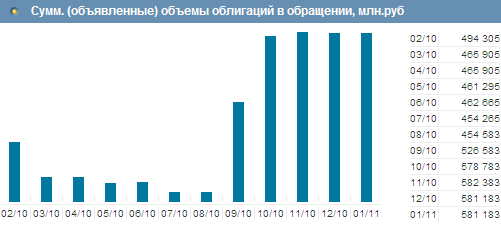 Сумм. (объявленные) объемы облигаций в обращении, млн.руб
02/10 494 305
03/10 465 905
04/10 465 905
05/10 461 295
06/10 462 665
07/10 454 265
08/10 454 583
09/10 526 583
10/10 578 783
11/10 582 383
12/10 581 183
01/11 581 183
02/10 03/10 04/10 05/10 06/10 07/10 08/10 09/10 10/10 11/10 12/10 01/11